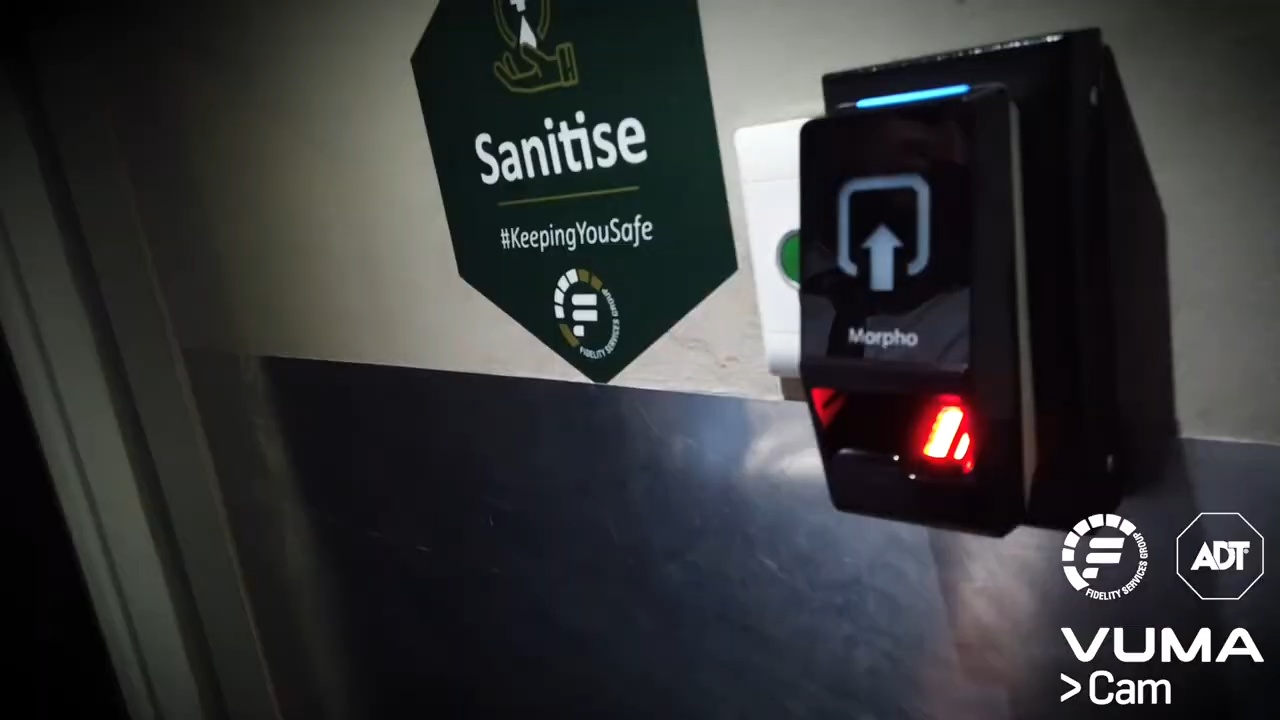 Sanitise
#KeepingYouSafe
FIDELITY SERVICES GROUP
Morpho
FIDELITY SERVICES GROUP
ADT
VUMA
>Cam